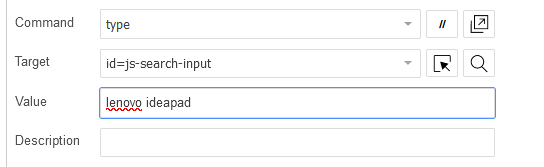 Command type //
Target id=js-search-input
Value lenovo ideapad
Description